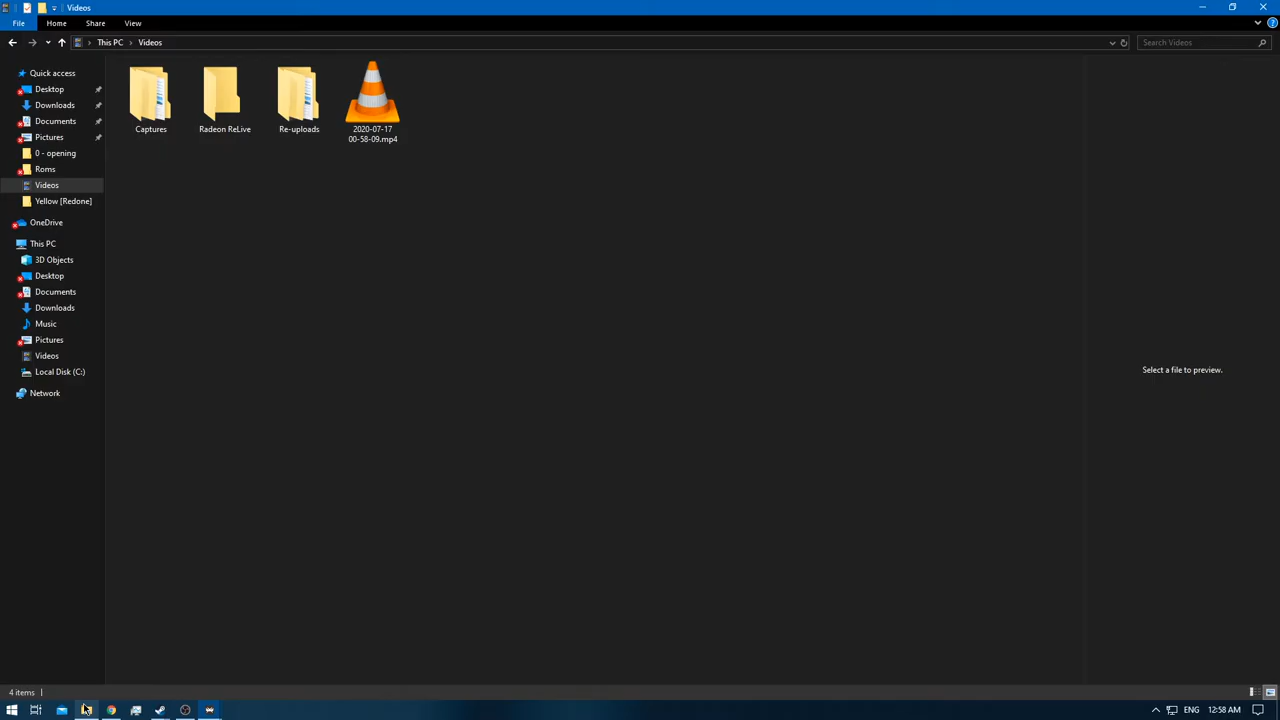 Videos
File Home Share View
This PC Videos Search Videos
Quick access
Desktop
Downloads
Documents
Pictures
0 - opening
Roms
Videos
Yellow [Redone]
OneDrive
This PC
3D Objects
Desktop
Documents
Downloads
Music
Pictures
Videos
Local Disk (C:)
Network
Captures
Radeon ReLive
Re-uploads
2020-07-17
00-58-09.mp4
Select a file to preview.
4 items
ENG 12:58 AM